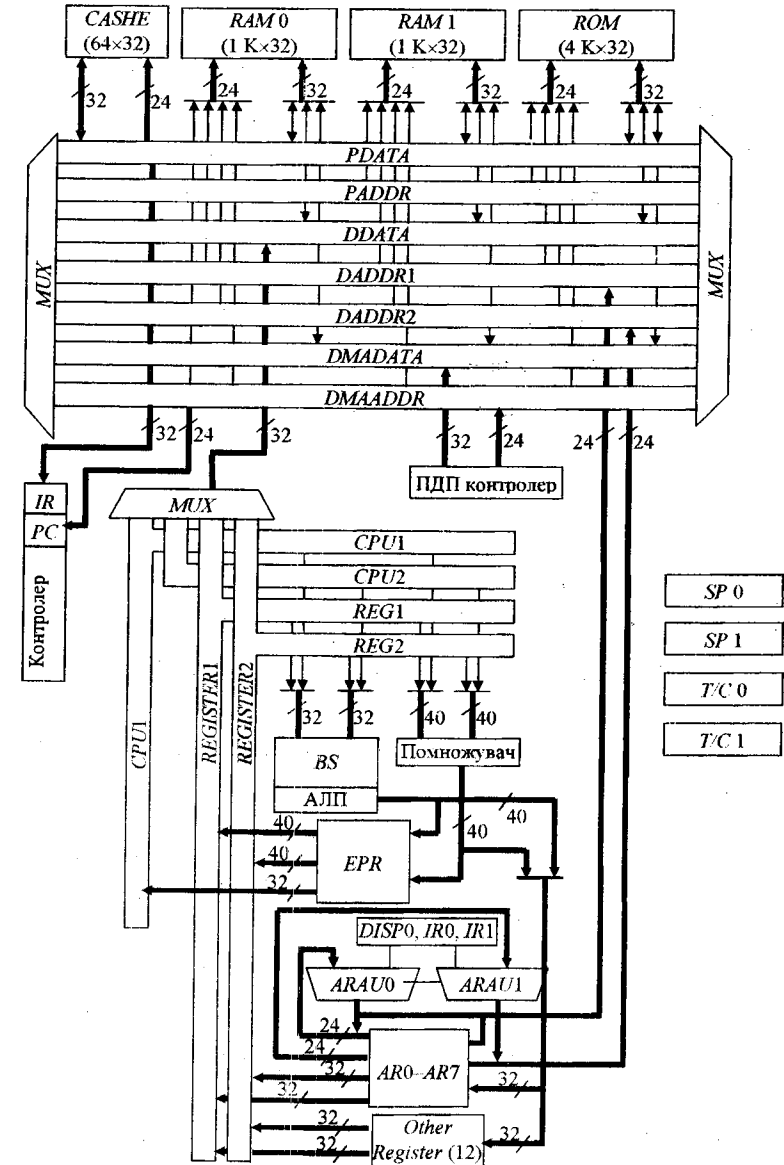 CASHE
(64×32)
RAM 0
(1 K×32)
RAM 1
(1 K×32)
ROM
(4 K×32)
32
24
24
32
24
32
24
32
PDATA
PADDR
DDATA
DADDR1
DADDR2
DMADATA
DMAADDR
MUX
MUX
32
24
32
32
24
24
24
ПДП контролер
IR
PC
Контролер
MUX
CPU1
CPU2
REG1
REG2
CPU1
REGISTER1
REGISTER2
SP 0
SP 1
T/C 0
T/C 1
32
32
40
40
BS
АЛП
Помножувач
40
40
40
40
32
EPR
DISP0, IR0, IR1
ARAU0
ARAU1
24
24
32
32
AR0–AR7
32
32
32
Other
Register (12)
32